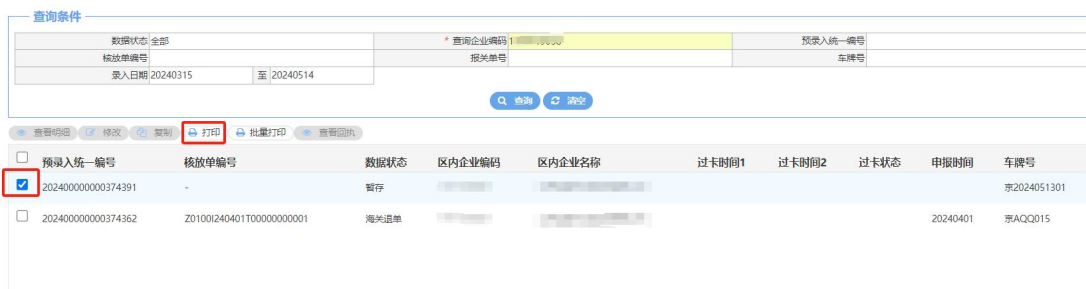 查询条件
数据状态 全部 * 查询企业编码 1 预录入统一编号
核放单编号 报关单号 车牌号
录入日期 20240315 至 20240514
查询 清空
查看明细 修改 复制 打印 批量打印 查看回执
预录入统一编号 核放单编号 数据状态 区内企业编码 区内企业名称 过卡时间1 过卡时间2 过卡状态 申报时间 车牌号
202400000000374391 - 暂存 京2024051301
202400000000374362 Z0100I240401T00000000001 海关退单 20240401 京AQQ015